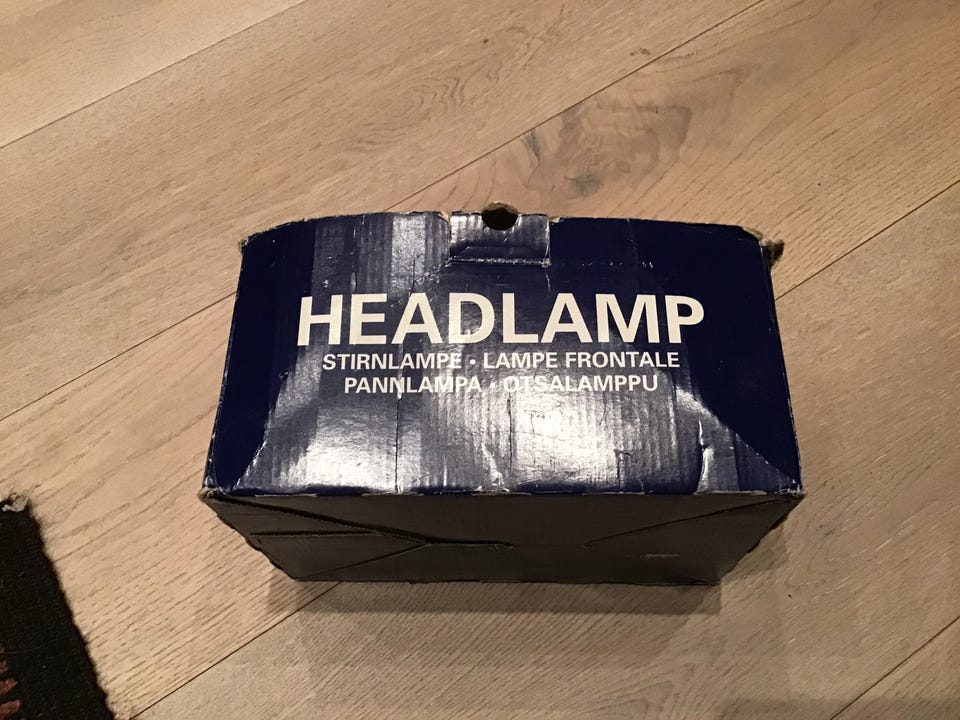 HEADLAMP
STIRNLAMPE · LAMPE FRONTALE
PANNLAMPA · OTSALAMPPU